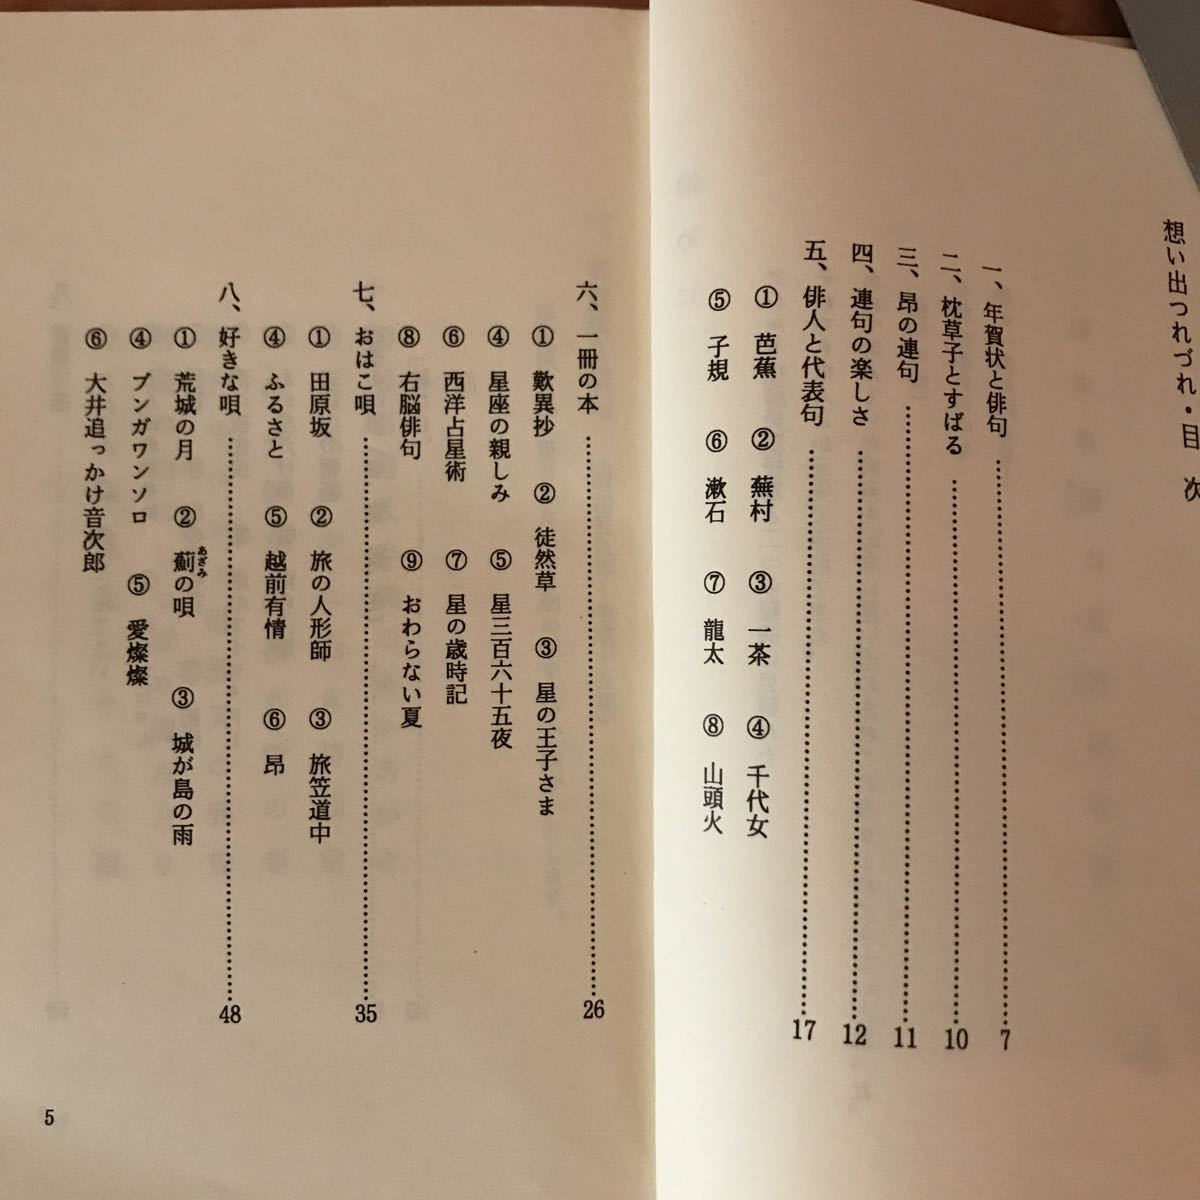 想い出つれづれ・目　次
一、年賀状と俳句……7
二、枕草子とすばる……10
三、昴の連句……11
四、連句の楽しさ……12
五、俳人と代表句……17
①　芭蕉　②　蕪村　③　一茶　④　千代女
⑤　子規　⑥　漱石　⑦　龍太　⑧　山頭火
六、一冊の本……26
①　歎異抄　②　徒然草　③　星の王子さま
④　星座の親しみ　⑤　星三百六十五夜
⑥　西洋占星術　⑦　星の歳時記
⑧　右脳俳句　⑨　おわらない夏
七、おはこ唄……35
①　田原坂　②　旅の人形師　③　旅笠道中
④　ふるさと　⑤　越前有情　⑥　昴
八、好きな唄……48
①　荒城の月　②　薊の唄　③　城が島の雨
あざみ
④　ブンガワンソロ　⑤　愛燦燦
⑥　大井追っかけ音次郎
5